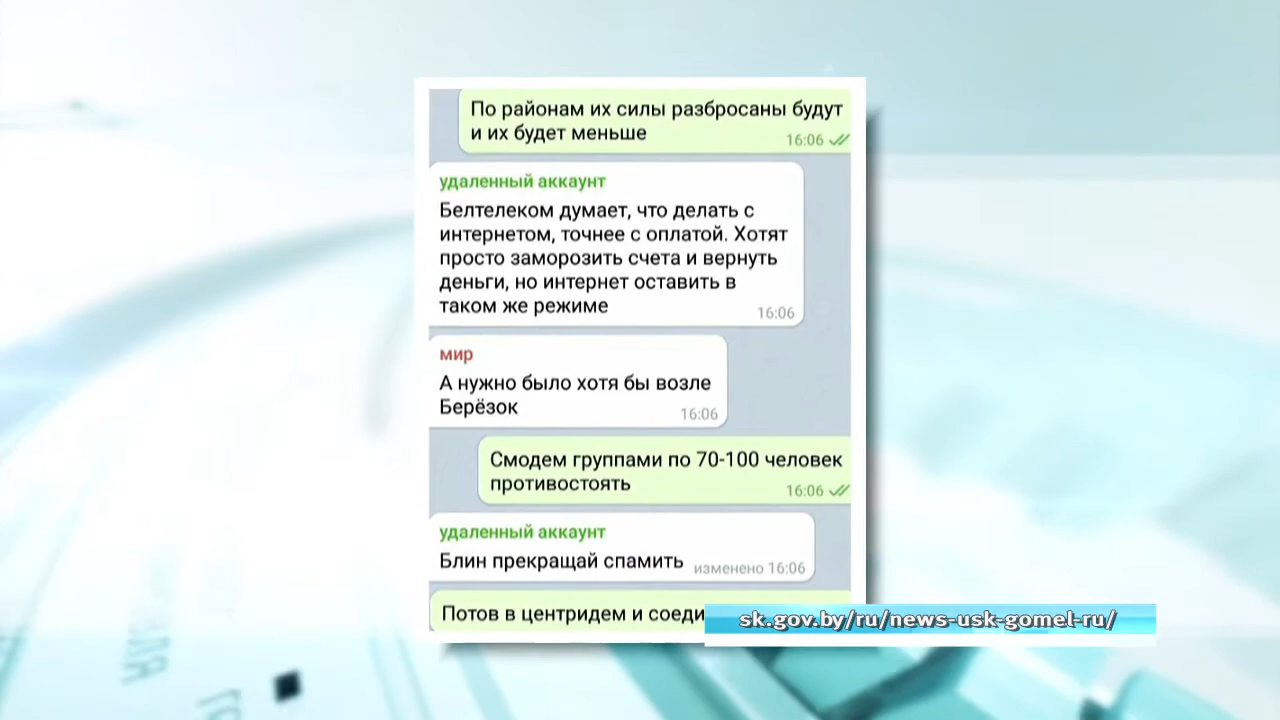 По районам их силы разбросаны будут
и их будет меньше
16:06
удаленный аккаунт
Белтелеком думает, что делать с
интернетом, точнее с оплатой. Хотят
просто заморозить счета и вернуть
деньги, но интернет оставить в
таком же режиме
16:06
мир
А нужно было хотя бы возле
Берёзок
16:06
Смодем группами по 70-100 человек
противостоять
16:06
удаленный аккаунт
Блин прекращай спамить
изменено 16:06
Потов в центридем и соеди
sk.gov.by/ru/news-usk-gomel-ru/